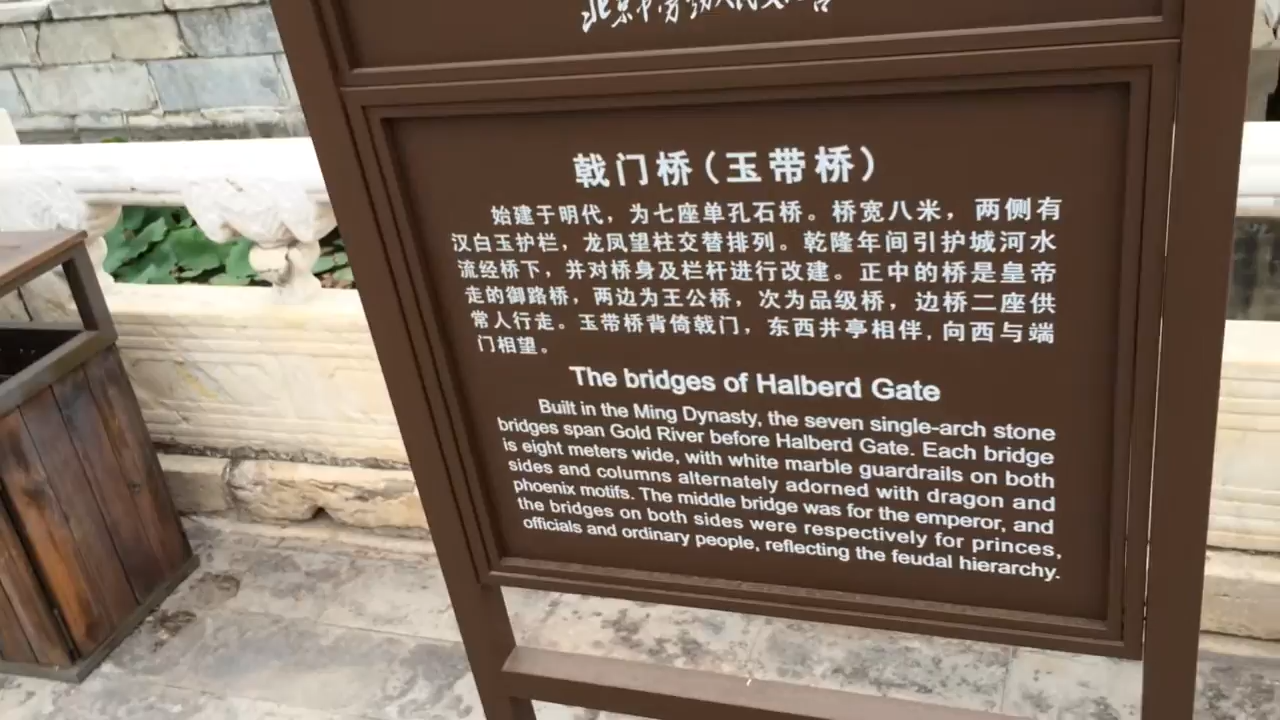 戟门桥（玉带桥）
始建于明代，为七座单孔石桥。桥宽八米，两侧有
汉白玉护栏，龙凤望柱交替排列。乾隆年间引护城河水
流经桥下，并对桥身及栏杆进行改建。正中的桥是皇帝
走的御路桥，两边为王公桥，次为品级桥，边桥二座供
常人行走。玉带桥背倚戟门，东西井亭相伴，向西与端
门相望。
The bridges of Halberd Gate
Built in the Ming Dynasty, the seven single-arch stone
bridges span Gold River before Halberd Gate. Each bridge
is eight meters wide, with white marble guardrails on both
sides and columns alternately adorned with dragon and
phoenix motifs. The middle bridge was for the emperor, and
the bridges on both sides were respectively for princes,
officials and ordinary people, reflecting the feudal hierarchy.